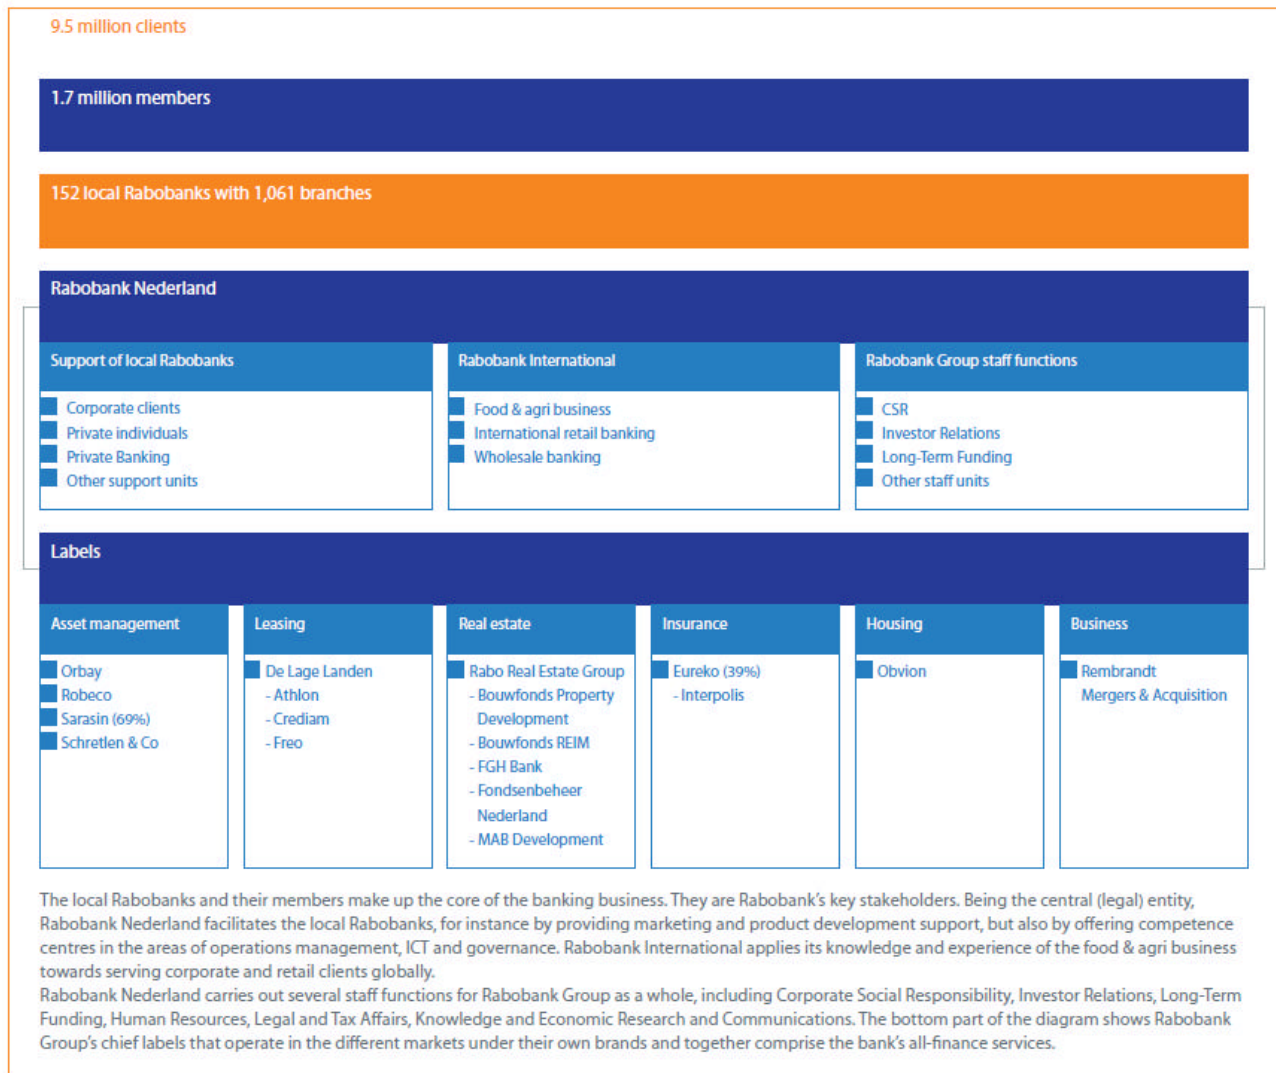 9.5 million clients
1.7 million members
152 local Rabobanks with 1,061 branches
Rabobank Nederland
Support of local Rabobanks
Corporate clients
Private individuals
Private Banking
Other support units
Rabobank International
Food & agri business
International retail banking
Wholesale banking
Rabobank Group staff functions
CSR
Investor Relations
Long-Term Funding
Other staff units
Labels
Asset management
Orbay
Robeco
Sarasin (69%)
Schretlen & Co
Leasing
De Lage Landen
- Athlon
- Crediam
- Freo
Real estate
Rabo Real Estate Group
- Bouwfonds Property
Development
- Bouwfonds REIM
- FGH Bank
- Fondsenbeheer
Nederland
- MAB Development
Insurance
Eureko (39%)
- Interpolis
Housing
Obvion
Business
Rembrandt
Mergers & Acquisition
The local Rabobanks and their members make up the core of the banking business. They are Rabobank's key stakeholders. Being the central (legal) entity,
Rabobank Nederland facilitates the local Rabobanks, for instance by providing marketing and product development support, but also by offering competence
centres in the areas of operations management, ICT and governance. Rabobank International applies its knowledge and experience of the food & agri business
towards serving corporate and retail clients globally.
Rabobank Nederland carries out several staff functions for Rabobank Group as a whole, including Corporate Social Responsibility, Investor Relations, Long-Term
Funding, Human Resources, Legal and Tax Affairs, Knowledge and Economic Research and Communications. The bottom part of the diagram shows Rabobank
Group's chief labels that operate in the different markets under their own brands and together comprise the bank's all-finance services.